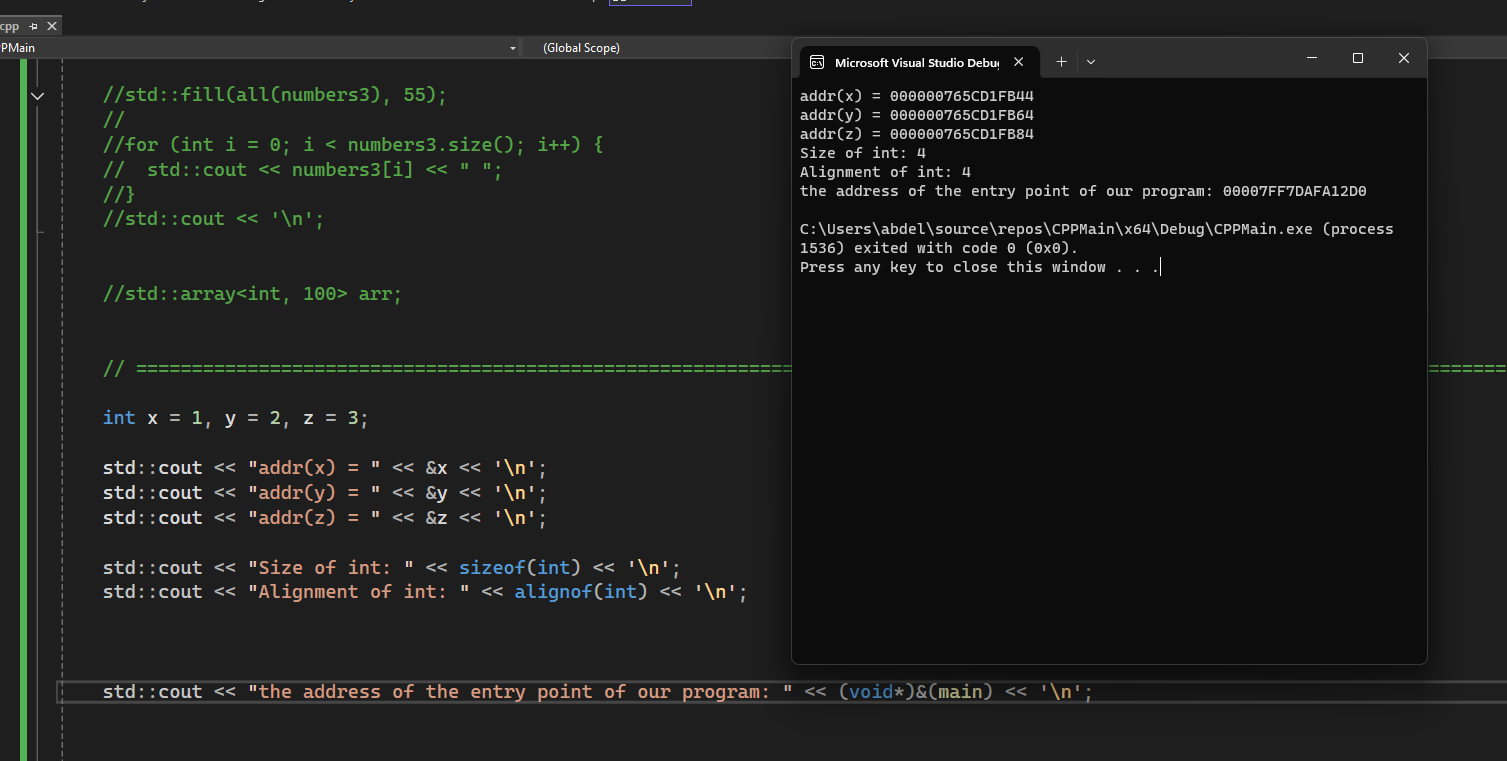 cpp
PMain
(Global Scope)
//std::fill(all(numbers3), 55);
//
//for (int i = 0; i < numbers3.size(); i++) {
//  std::cout << numbers3[i] << " ";
//}
//std::cout << '\n';
//std::array<int, 100> arr;
// ==========================================================
int x = 1, y = 2, z = 3;
std::cout << "addr(x) = " << &x << '\n';
std::cout << "addr(y) = " << &y << '\n';
std::cout << "addr(z) = " << &z << '\n';
std::cout << "Size of int: " << sizeof(int) << '\n';
std::cout << "Alignment of int: " << alignof(int) << '\n';
std::cout << "the address of the entry point of our program: " << (void*)&(main) << '\n';
Microsoft Visual Studio Debu
addr(x) = 000000765CD1FB44
addr(y) = 000000765CD1FB64
addr(z) = 000000765CD1FB84
Size of int: 4
Alignment of int: 4
the address of the entry point of our program: 00007FF7DAFA12D0
C:\Users\abdel\source\repos\CPPMain\x64\Debug\CPPMain.exe (process
1536) exited with code 0 (0x0).
Press any key to close this window . . .